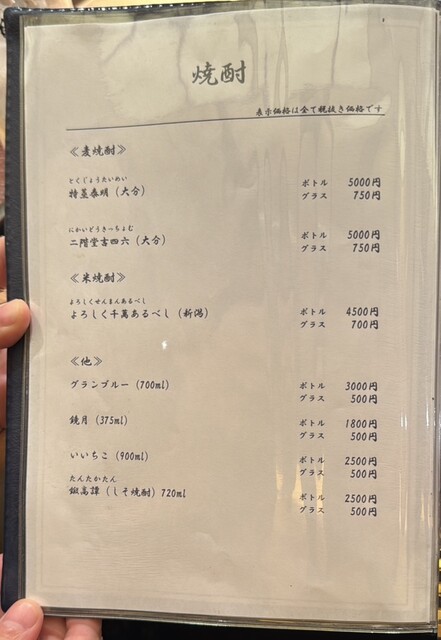 焼酎
表示価格は全て税抜き価格です
≪麦焼酎≫
とくじょうたいめい
特蒸泰明（大分） ボトル 5000円
グラス 750円
にかいどうきっちょむ
二階堂吉四六（大分） ボトル 5000円
グラス 750円
≪米焼酎≫
よろしくせんまんあるべし
よろしく千萬あるべし（新潟） ボトル 4500円
グラス 700円
≪他≫
グランブルー（700ml） ボトル 3000円
グラス 500円
鏡月（375ml） ボトル 1800円
グラス 500円
いいちこ（900ml） ボトル 2500円
グラス 500円
たんたかたん
鍛高譚（しそ焼酎）720ml ボトル 2500円
グラス 500円